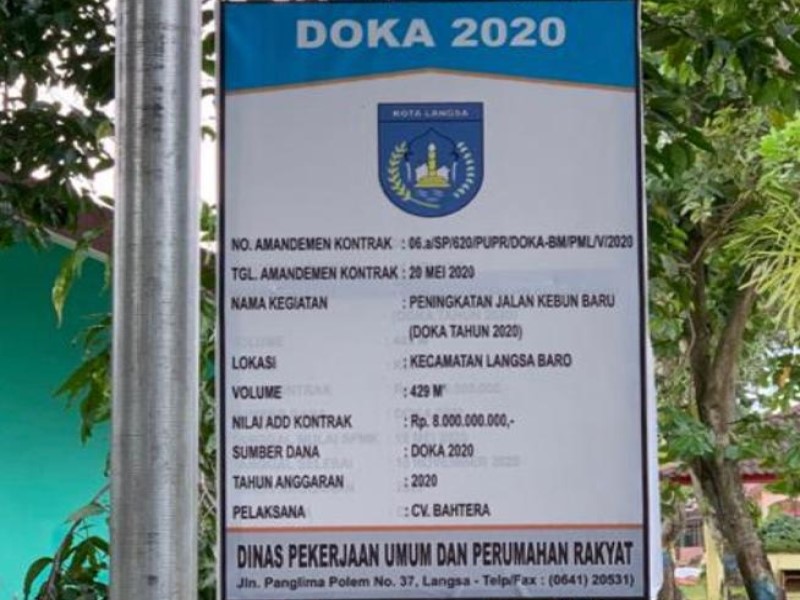 DOKA 2020
KOTA LANGSA
NO. AMANDEMEN KONTRAK : 06.a/SP/620/PUPR/DOKA-BM/PML/V/2020
TGL. AMANDEMEN KONTRAK : 20 MEI 2020
NAMA KEGIATAN : PENINGKATAN JALAN KEBUN BARU
(DOKA TAHUN 2020)
LOKASI : KECAMATAN LANGSA BARO
VOLUME : 429 M'
NILAI ADD KONTRAK : Rp. 8.000.000.000,-
SUMBER DANA : DOKA 2020
TAHUN ANGGARAN : 2020
PELAKSANA : CV. BAHTERA
DINAS PEKERJAAN UMUM DAN PERUMAHAN RAKYAT
Jln. Panglima Polem No. 37, Langsa - Telp/Fax : (0641) 20531)